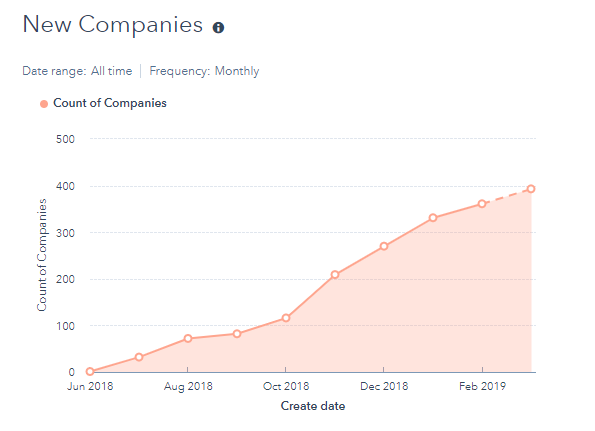 New Companies
Date range: All time | Frequency: Monthly
Count of Companies
500
400
300
200
100
0
Count of Companies
Jun 2018 Aug 2018 Oct 2018 Dec 2018 Feb 2019
Create date